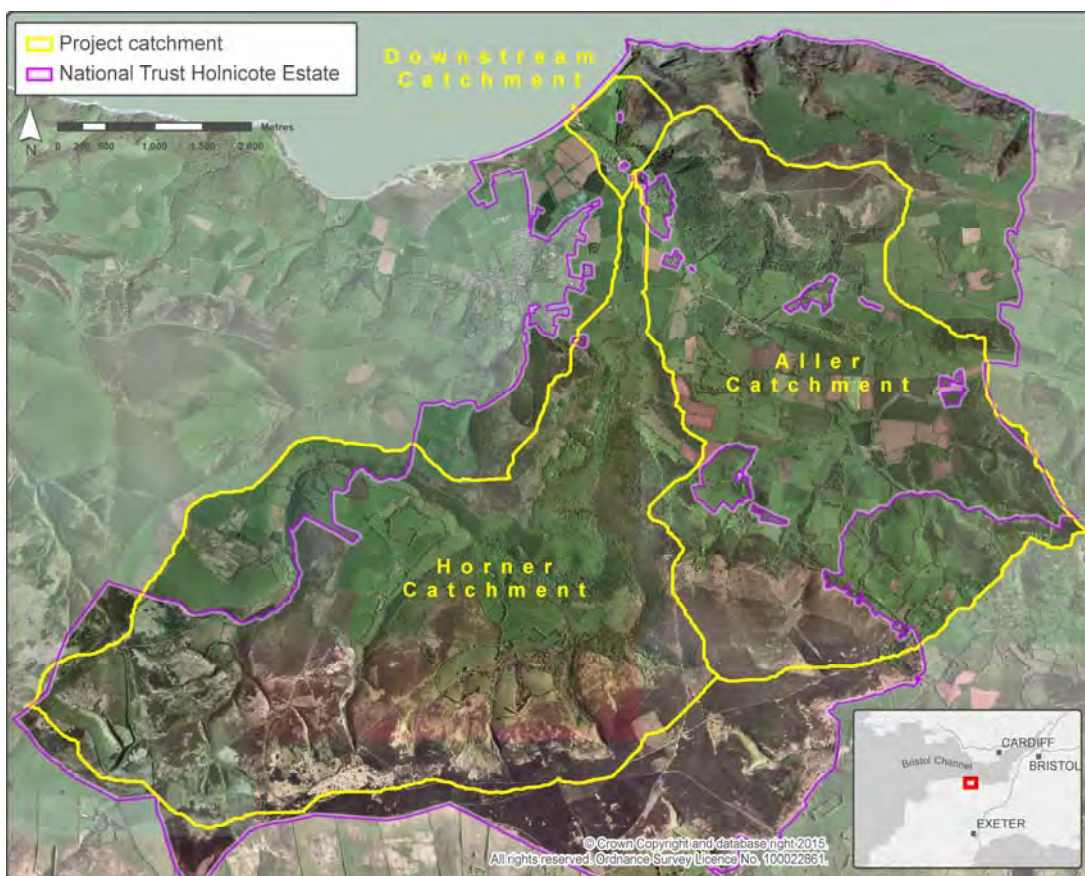 Project catchment
National Trust Holnicote Estate
Downstream
Catchment
Metres
0 250 500 1,000 1,500 2,000
N
Aller
Catchment
Horner
Catchment
CARDIFF
Bristol Channel
BRISTOL
EXETER
© Crown Copyright and database right 2015.
All rights reserved. Ordnance Survey Licence No. 100022861.